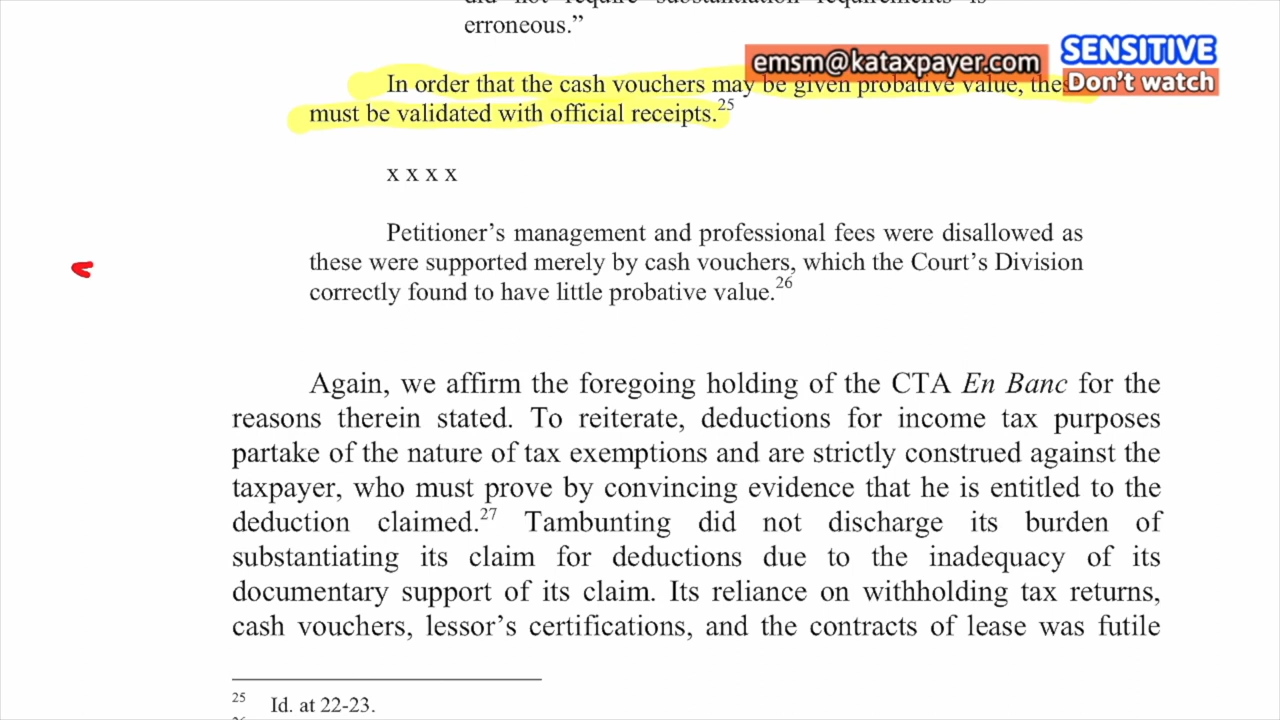 erroneous.”
emsm@kataxpayer.com
SENSITIVE
Don't watch
In order that the cash vouchers may be given probative value,
must be validated with official receipts.25
x x x x
Petitioner’s management and professional fees were disallowed as
these were supported merely by cash vouchers, which the Court’s Division
correctly found to have little probative value.26
Again, we affirm the foregoing holding of the CTA En Banc for the
reasons therein stated. To reiterate, deductions for income tax purposes
partake of the nature of tax exemptions and are strictly construed against the
taxpayer, who must prove by convincing evidence that he is entitled to the
deduction claimed.27 Tambunting did not discharge its burden of
substantiating its claim for deductions due to the inadequacy of its
documentary support of its claim. Its reliance on withholding tax returns,
cash vouchers, lessor’s certifications, and the contracts of lease was futile
25 Id. at 22-23.